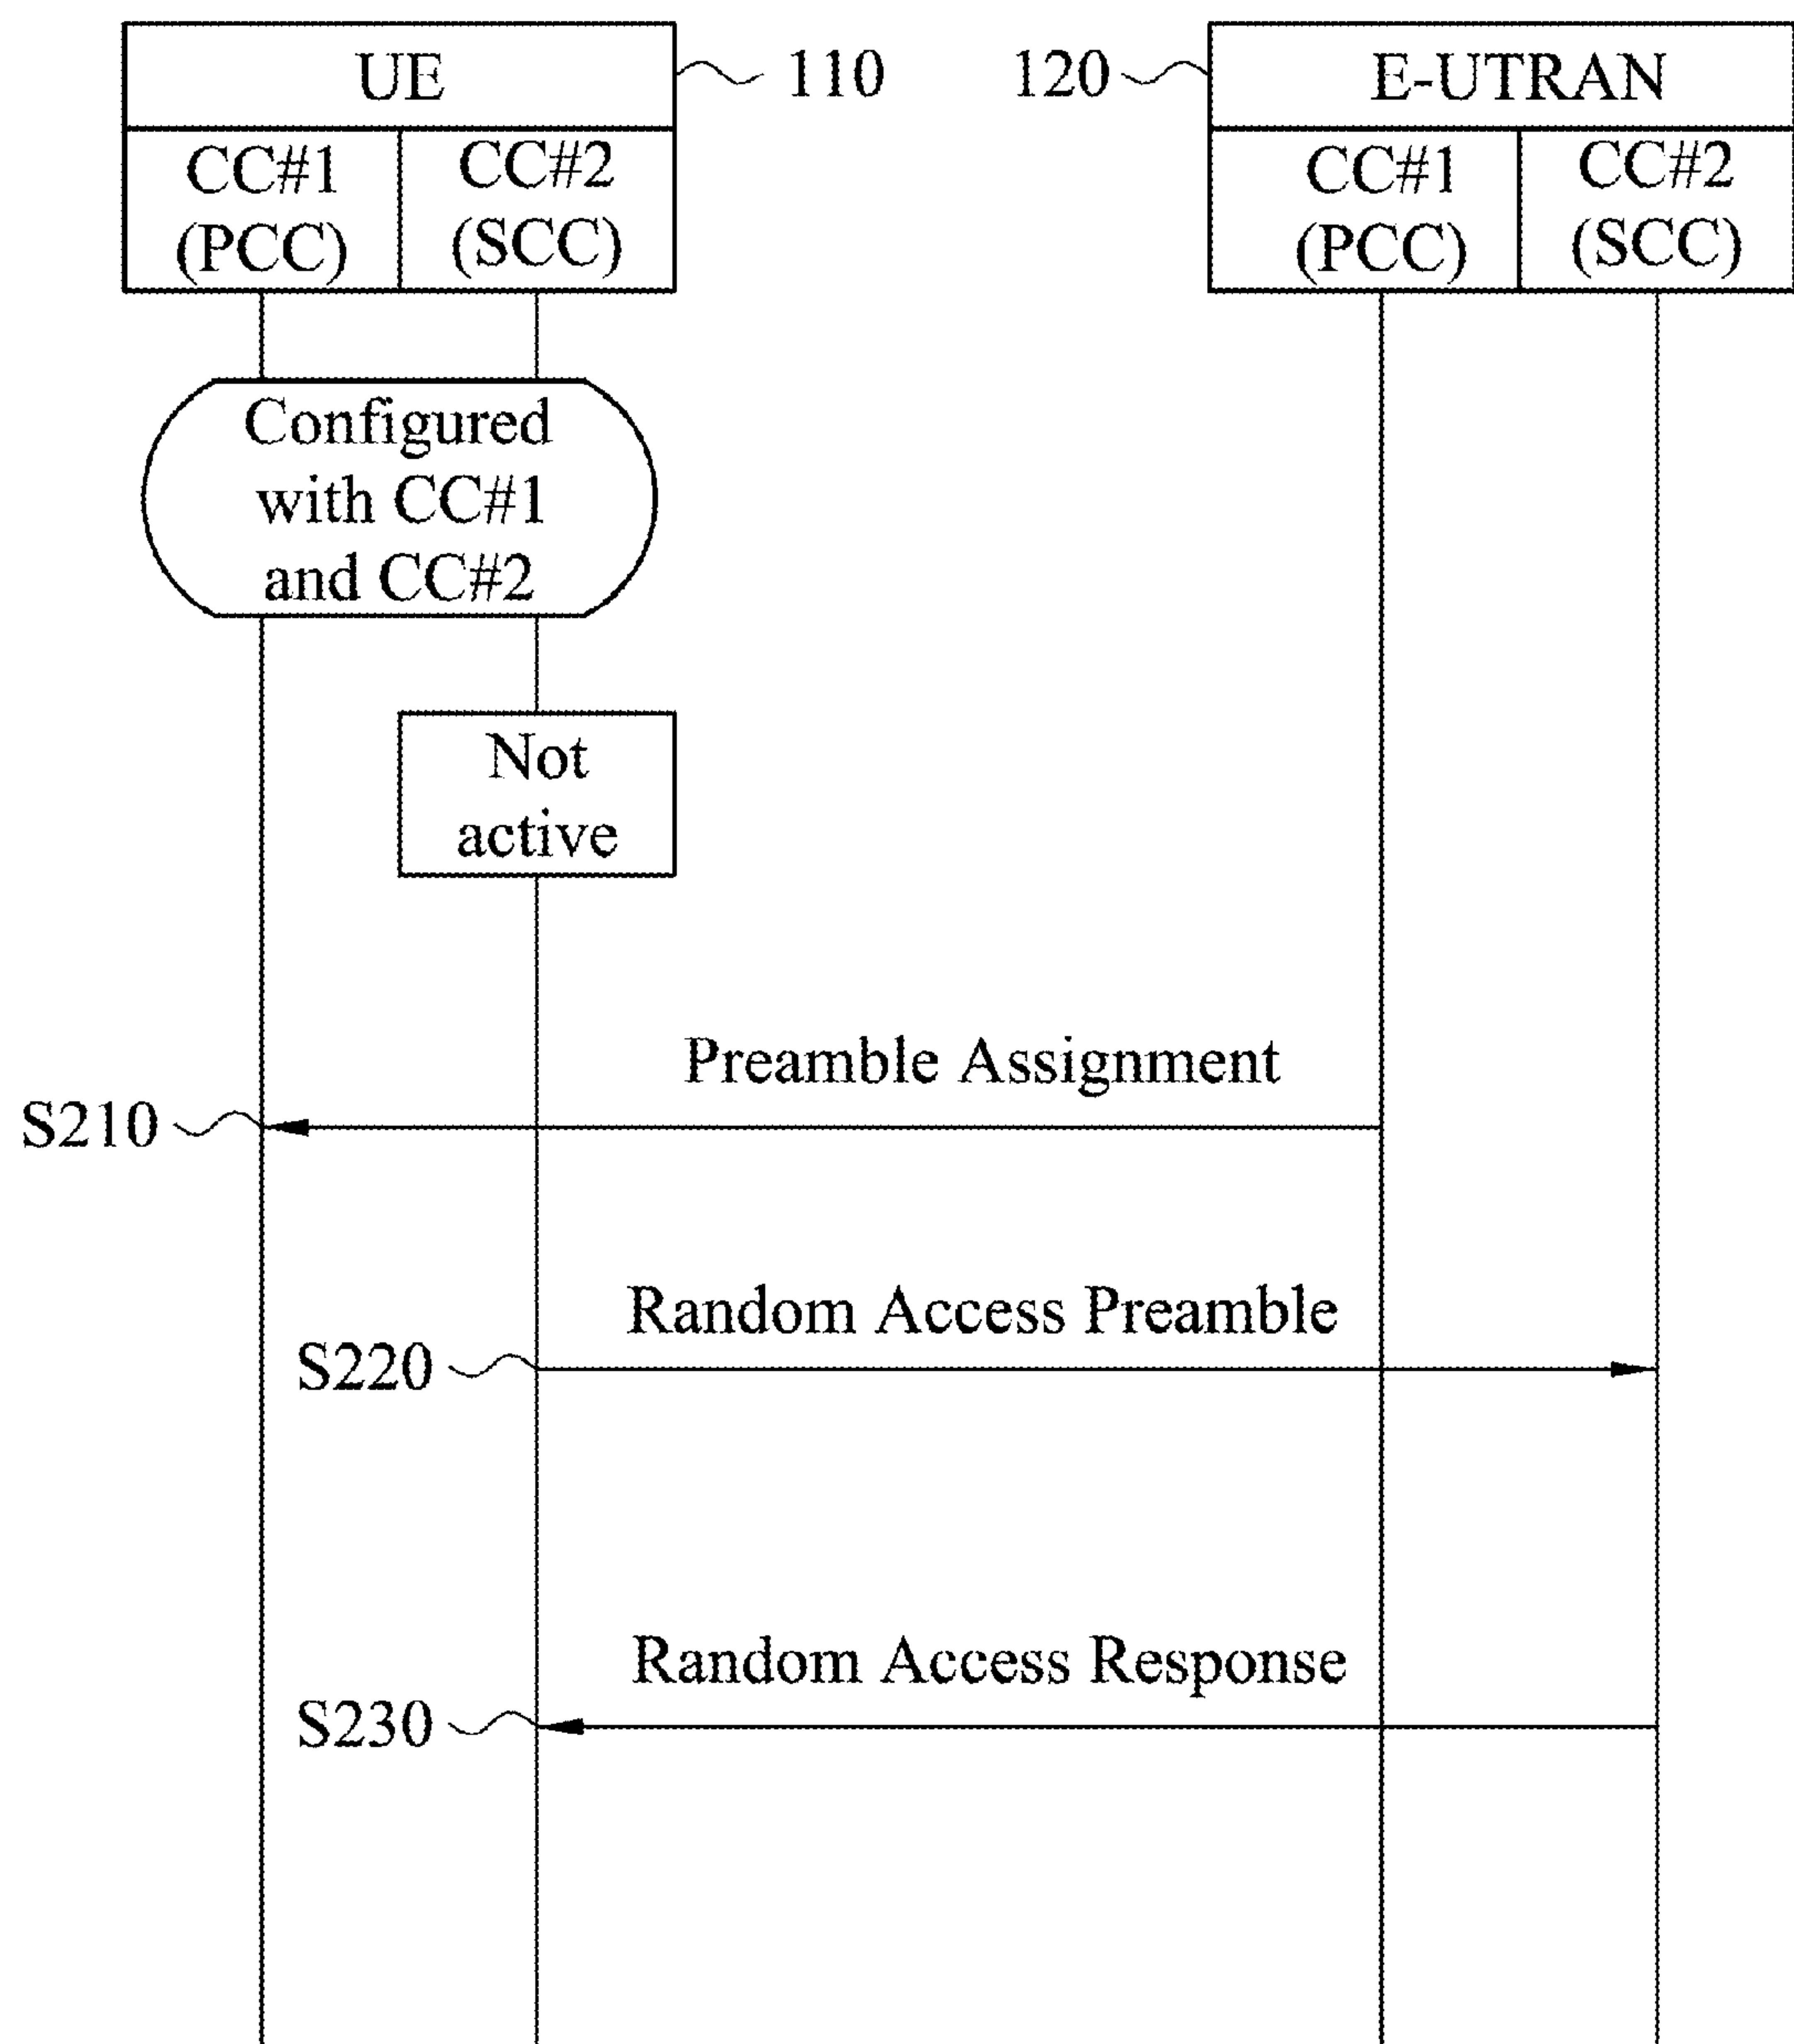 UE
110
120
E-UTRAN
CC#1
(PCC)
CC#2
(SCC)
CC#1
(PCC)
CC#2
(SCC)
Configured
with CC#1
and CC#2
Not
active
Preamble Assignment
S210
Random Access Preamble
S220
Random Access Response
S230